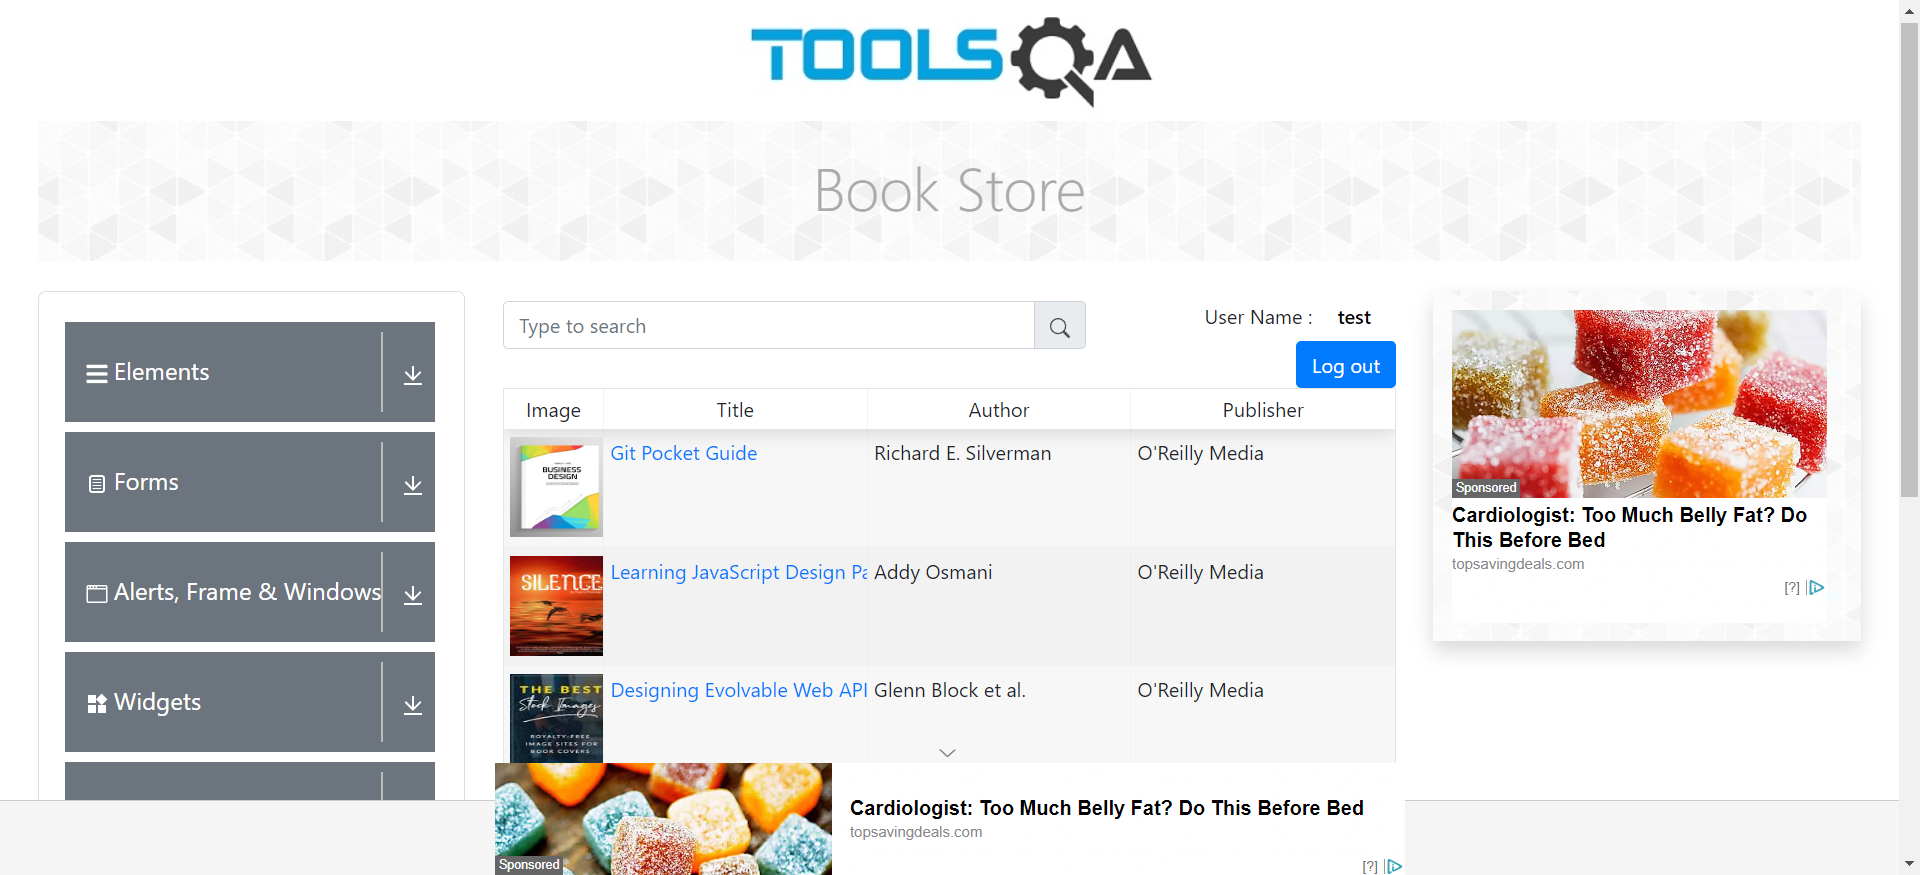 TOOLSQA
Book Store
Elements
Forms
Alerts, Frame & Windows
Widgets
Type to search
User Name :
test
Log out
Image
Title
Author
Publisher
BUSINESS
DESIGN
Git Pocket Guide
Richard E. Silverman
O'Reilly Media
SILENCE
Learning JavaScript Design Pa
Addy Osmani
O'Reilly Media
THE BEST
Stock Images
ROYALTY-FREE
IMAGE SITES FOR
BOOK COVERS
Designing Evolvable Web API
Glenn Block et al.
O'Reilly Media
Sponsored
Cardiologist: Too Much Belly Fat? Do
This Before Bed
topsavingdeals.com
[?]
Sponsored
Cardiologist: Too Much Belly Fat? Do This Before Bed
topsavingdeals.com
[?]